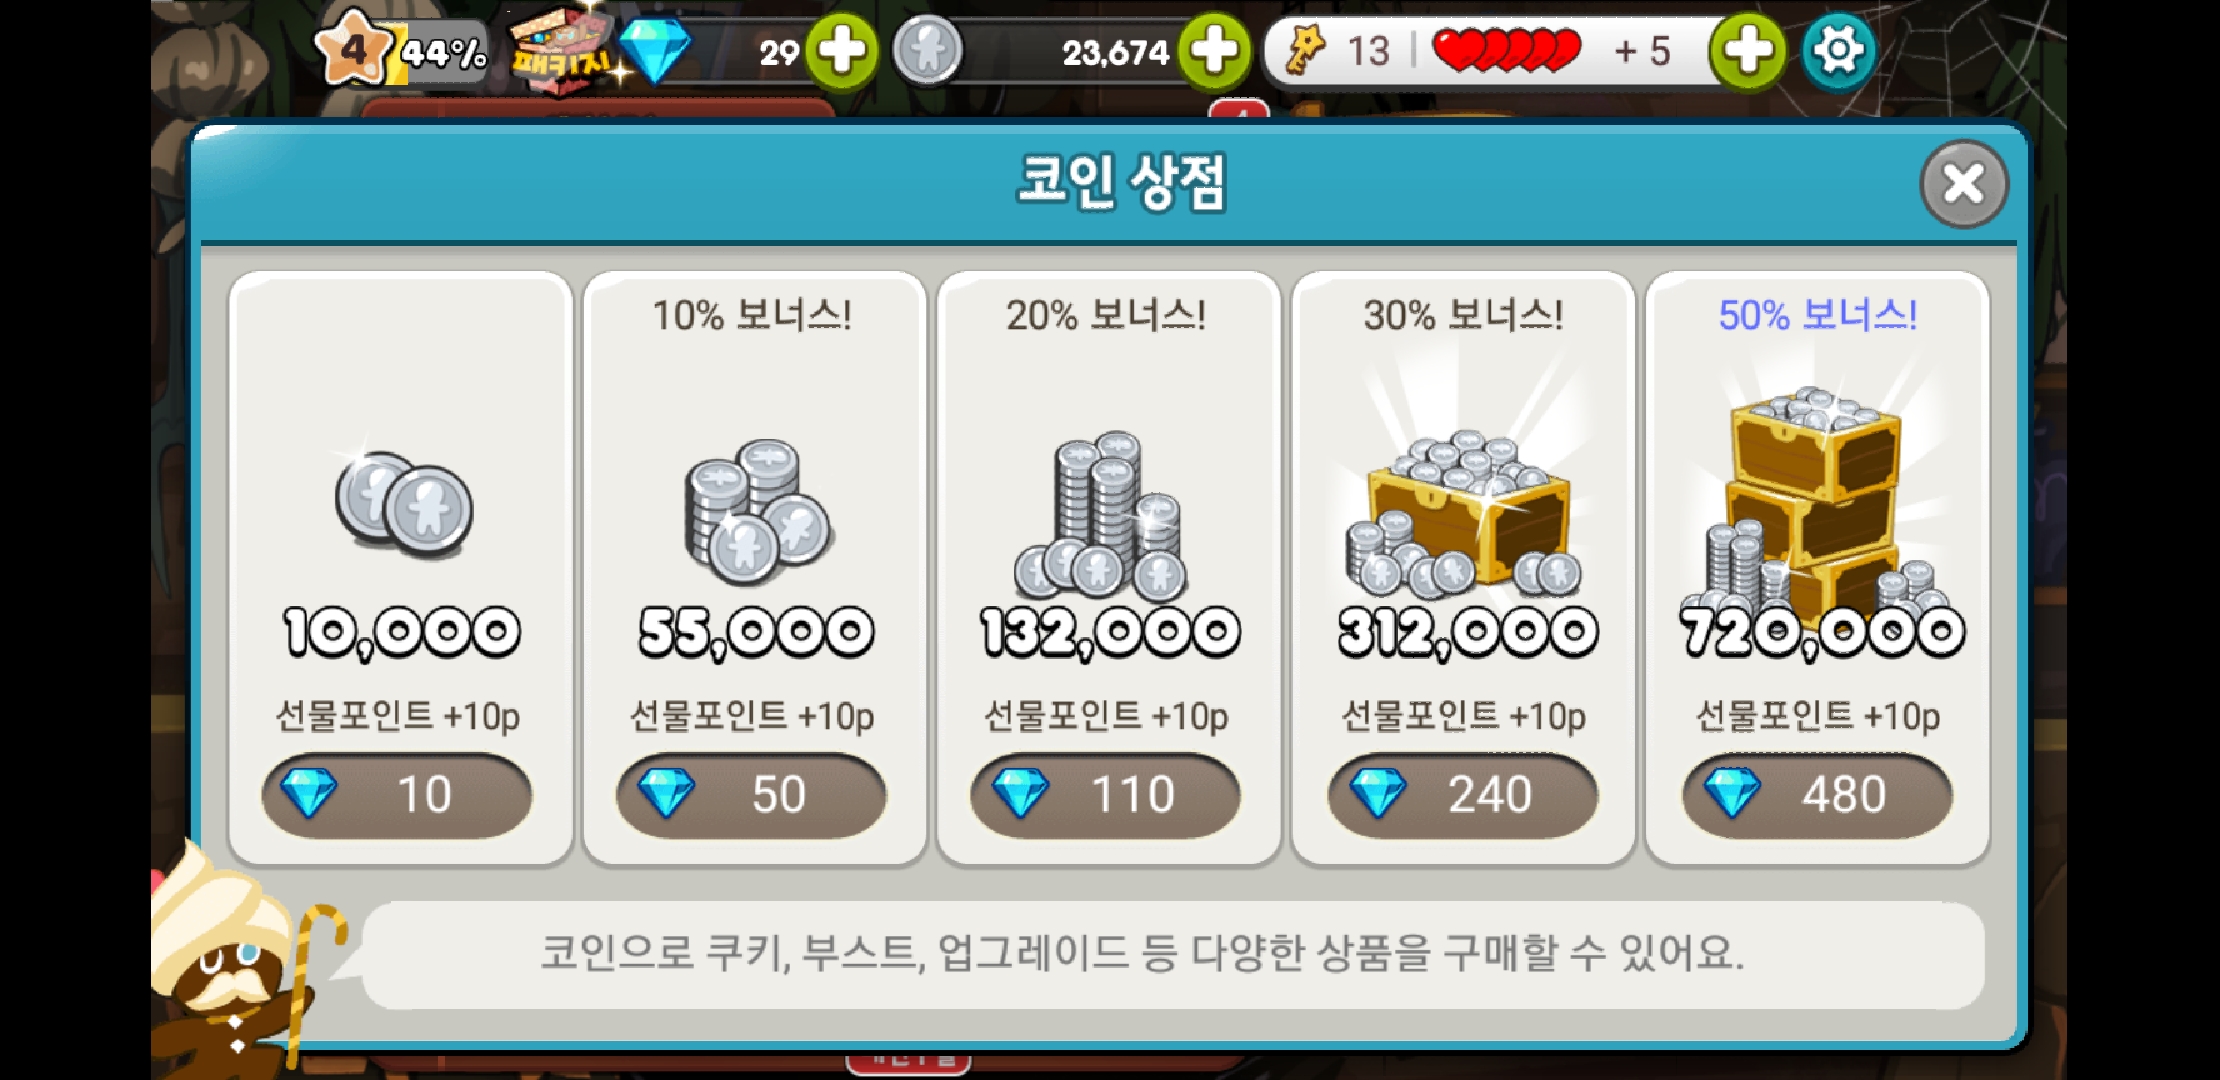 4 44% 패키지 29 23,674 13 | + 5
코인 상점
10% 보너스! 20% 보너스! 30% 보너스! 50% 보너스!
10,000 55,000 132,000 312,000 720,000
선물포인트 +10p 선물포인트 +10p 선물포인트 +10p 선물포인트 +10p 선물포인트 +10p
10 50 110 240 480
코인으로 쿠키, 부스트, 업그레이드 등 다양한 상품을 구매할 수 있어요.